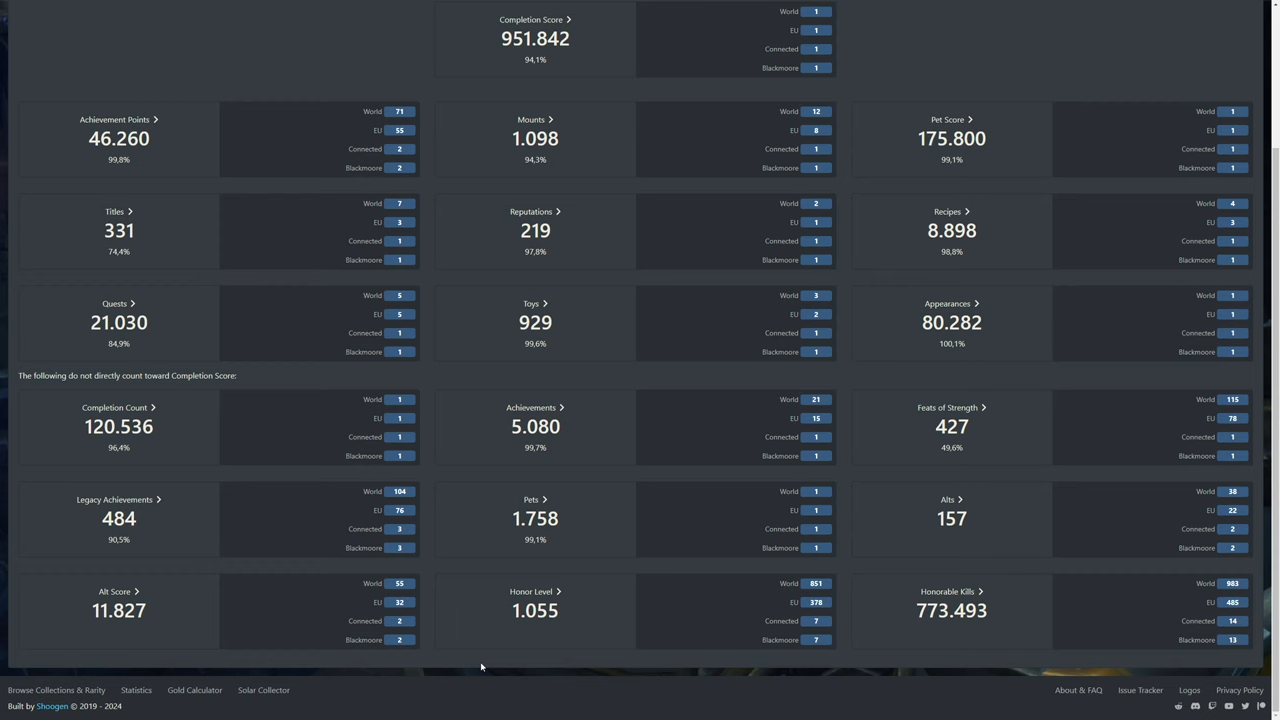 Completion Score
951.842
94,1%
World 1
EU 1
Connected 1
Blackmoore 1
Achievement Points
46.260
99,8%
World 71
EU 55
Connected 2
Blackmoore 2
Mounts
1.098
94,3%
World 12
EU 8
Connected 1
Blackmoore 1
Pet Score
175.800
99,1%
World 1
EU 1
Connected 1
Blackmoore 1
Titles
331
74,4%
World 7
EU 3
Connected 1
Blackmoore 1
Reputations
219
97,8%
World 2
EU 1
Connected 1
Blackmoore 1
Recipes
8.898
98,8%
World 4
EU 3
Connected 1
Blackmoore 1
Quests
21.030
84,9%
World 5
EU 5
Connected 1
Blackmoore 1
Toys
929
99,6%
World 3
EU 2
Connected 1
Blackmoore 1
Appearances
80.282
100,1%
World 1
EU 1
Connected 1
Blackmoore 1
The following do not directly count toward Completion Score:
Completion Count
120.536
96,4%
World 1
EU 1
Connected 1
Blackmoore 1
Achievements
5.080
99,7%
World 21
EU 15
Connected 1
Blackmoore 1
Feats of Strength
427
49,6%
World 115
EU 78
Connected 1
Blackmoore 1
Legacy Achievements
484
90,5%
World 104
EU 76
Connected 3
Blackmoore 3
Pets
1.758
99,1%
World 1
EU 1
Connected 1
Blackmoore 1
Alts
157
World 38
EU 22
Connected 2
Blackmoore 2
Alt Score
11.827
World 55
EU 32
Connected 2
Blackmoore 2
Honor Level
1.055
World 851
EU 378
Connected 7
Blackmoore 7
Honorable Kills
773.493
World 983
EU 485
Connected 14
Blackmoore 13
Browse Collections & Rarity Statistics Gold Calculator Solar Collector
About & FAQ Issue Tracker Logos Privacy Policy
Built by Shoogen © 2019 - 2024